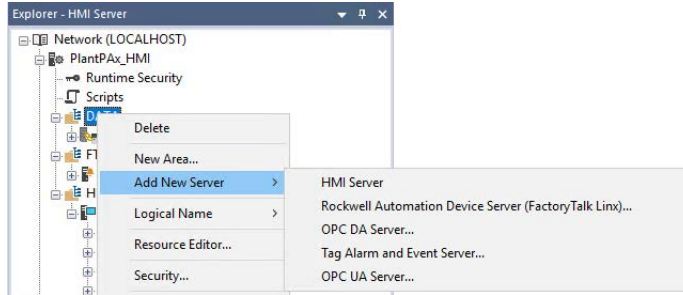 Explorer - HMI Server
Network (LOCALHOST)
PlantPAx_HMI
Runtime Security
Scripts
Delete
FT
New Area...
Add New Server
HMI Server
H
Rockwell Automation Device Server (FactoryTalk Linx)...
Logical Name
OPC DA Server...
Resource Editor...
Tag Alarm and Event Server...
Security...
OPC UA Server...